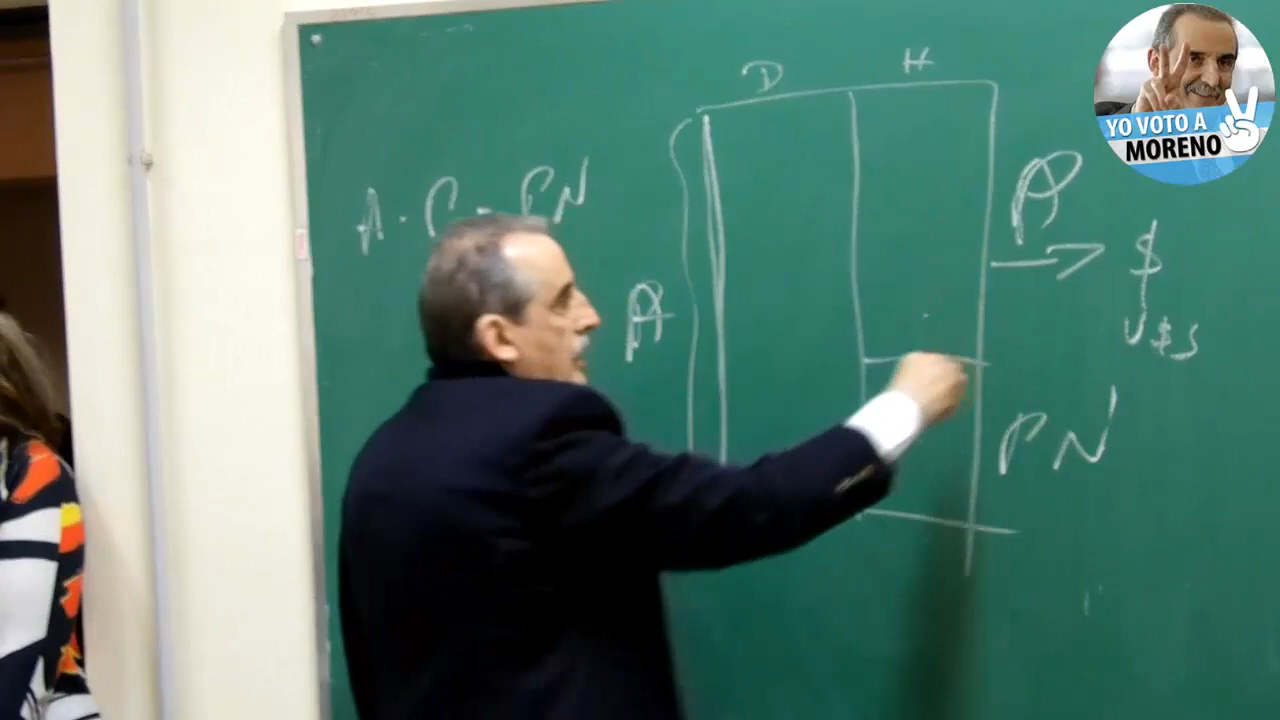 D H
A - P = PN
A
P
$
U$S
PN
YO VOTO A
MORENO